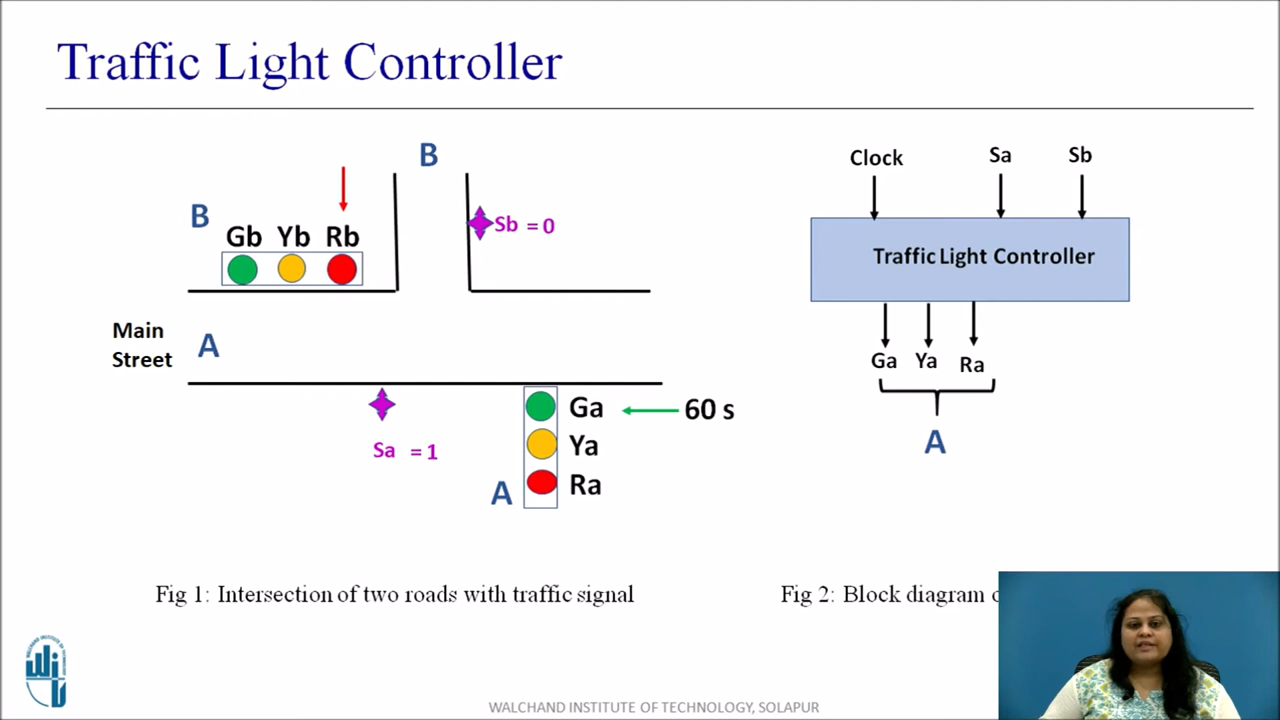 Traffic Light Controller
B
B
Gb Yb Rb
Sb = 0
Main
Street
A
Sa = 1
Ga
60 s
Ya
A
Ra
Clock
Sa
Sb
Traffic Light Controller
Ga Ya Ra
A
Fig 1: Intersection of two roads with traffic signal
Fig 2: Block diagram
WALCHAND INSTITUTE OF TECHNOLOGY, SOLAPUR